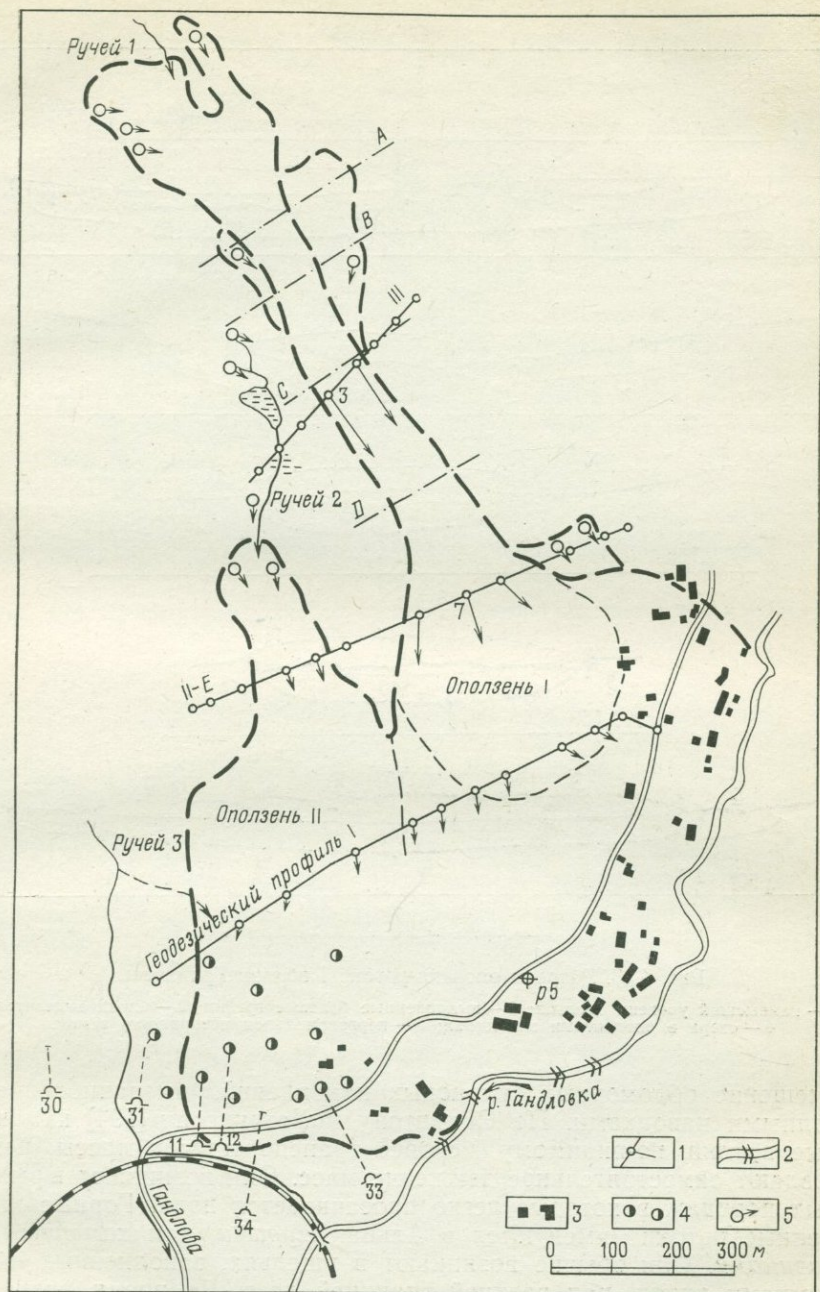 Ручей 1
A
B
III
C
3
Ручей 2
D
7
II-E
Оползень I
Оползень II
Ручей 3
Геодезический профиль I
р5
р. Гандловка
30
31
11
12
33
34
Гандлова
1
2
3
4
5
0 100 200 300 м